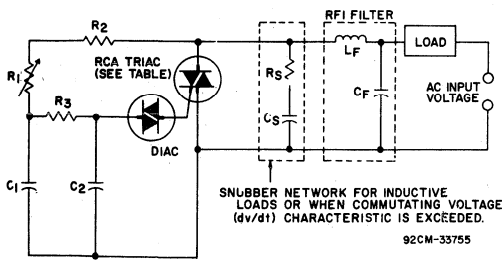 RFI FILTER
R2
RCA TRIAC
(SEE TABLE)
R1
R3
DIAC
C1
C2
RS
CS
LF
CF
LOAD
AC INPUT
VOLTAGE
SNUBBER NETWORK FOR INDUCTIVE
LOADS OR WHEN COMMUTATING VOLTAGE
(dv/dt) CHARACTERISTIC IS EXCEEDED.
92CM-33755